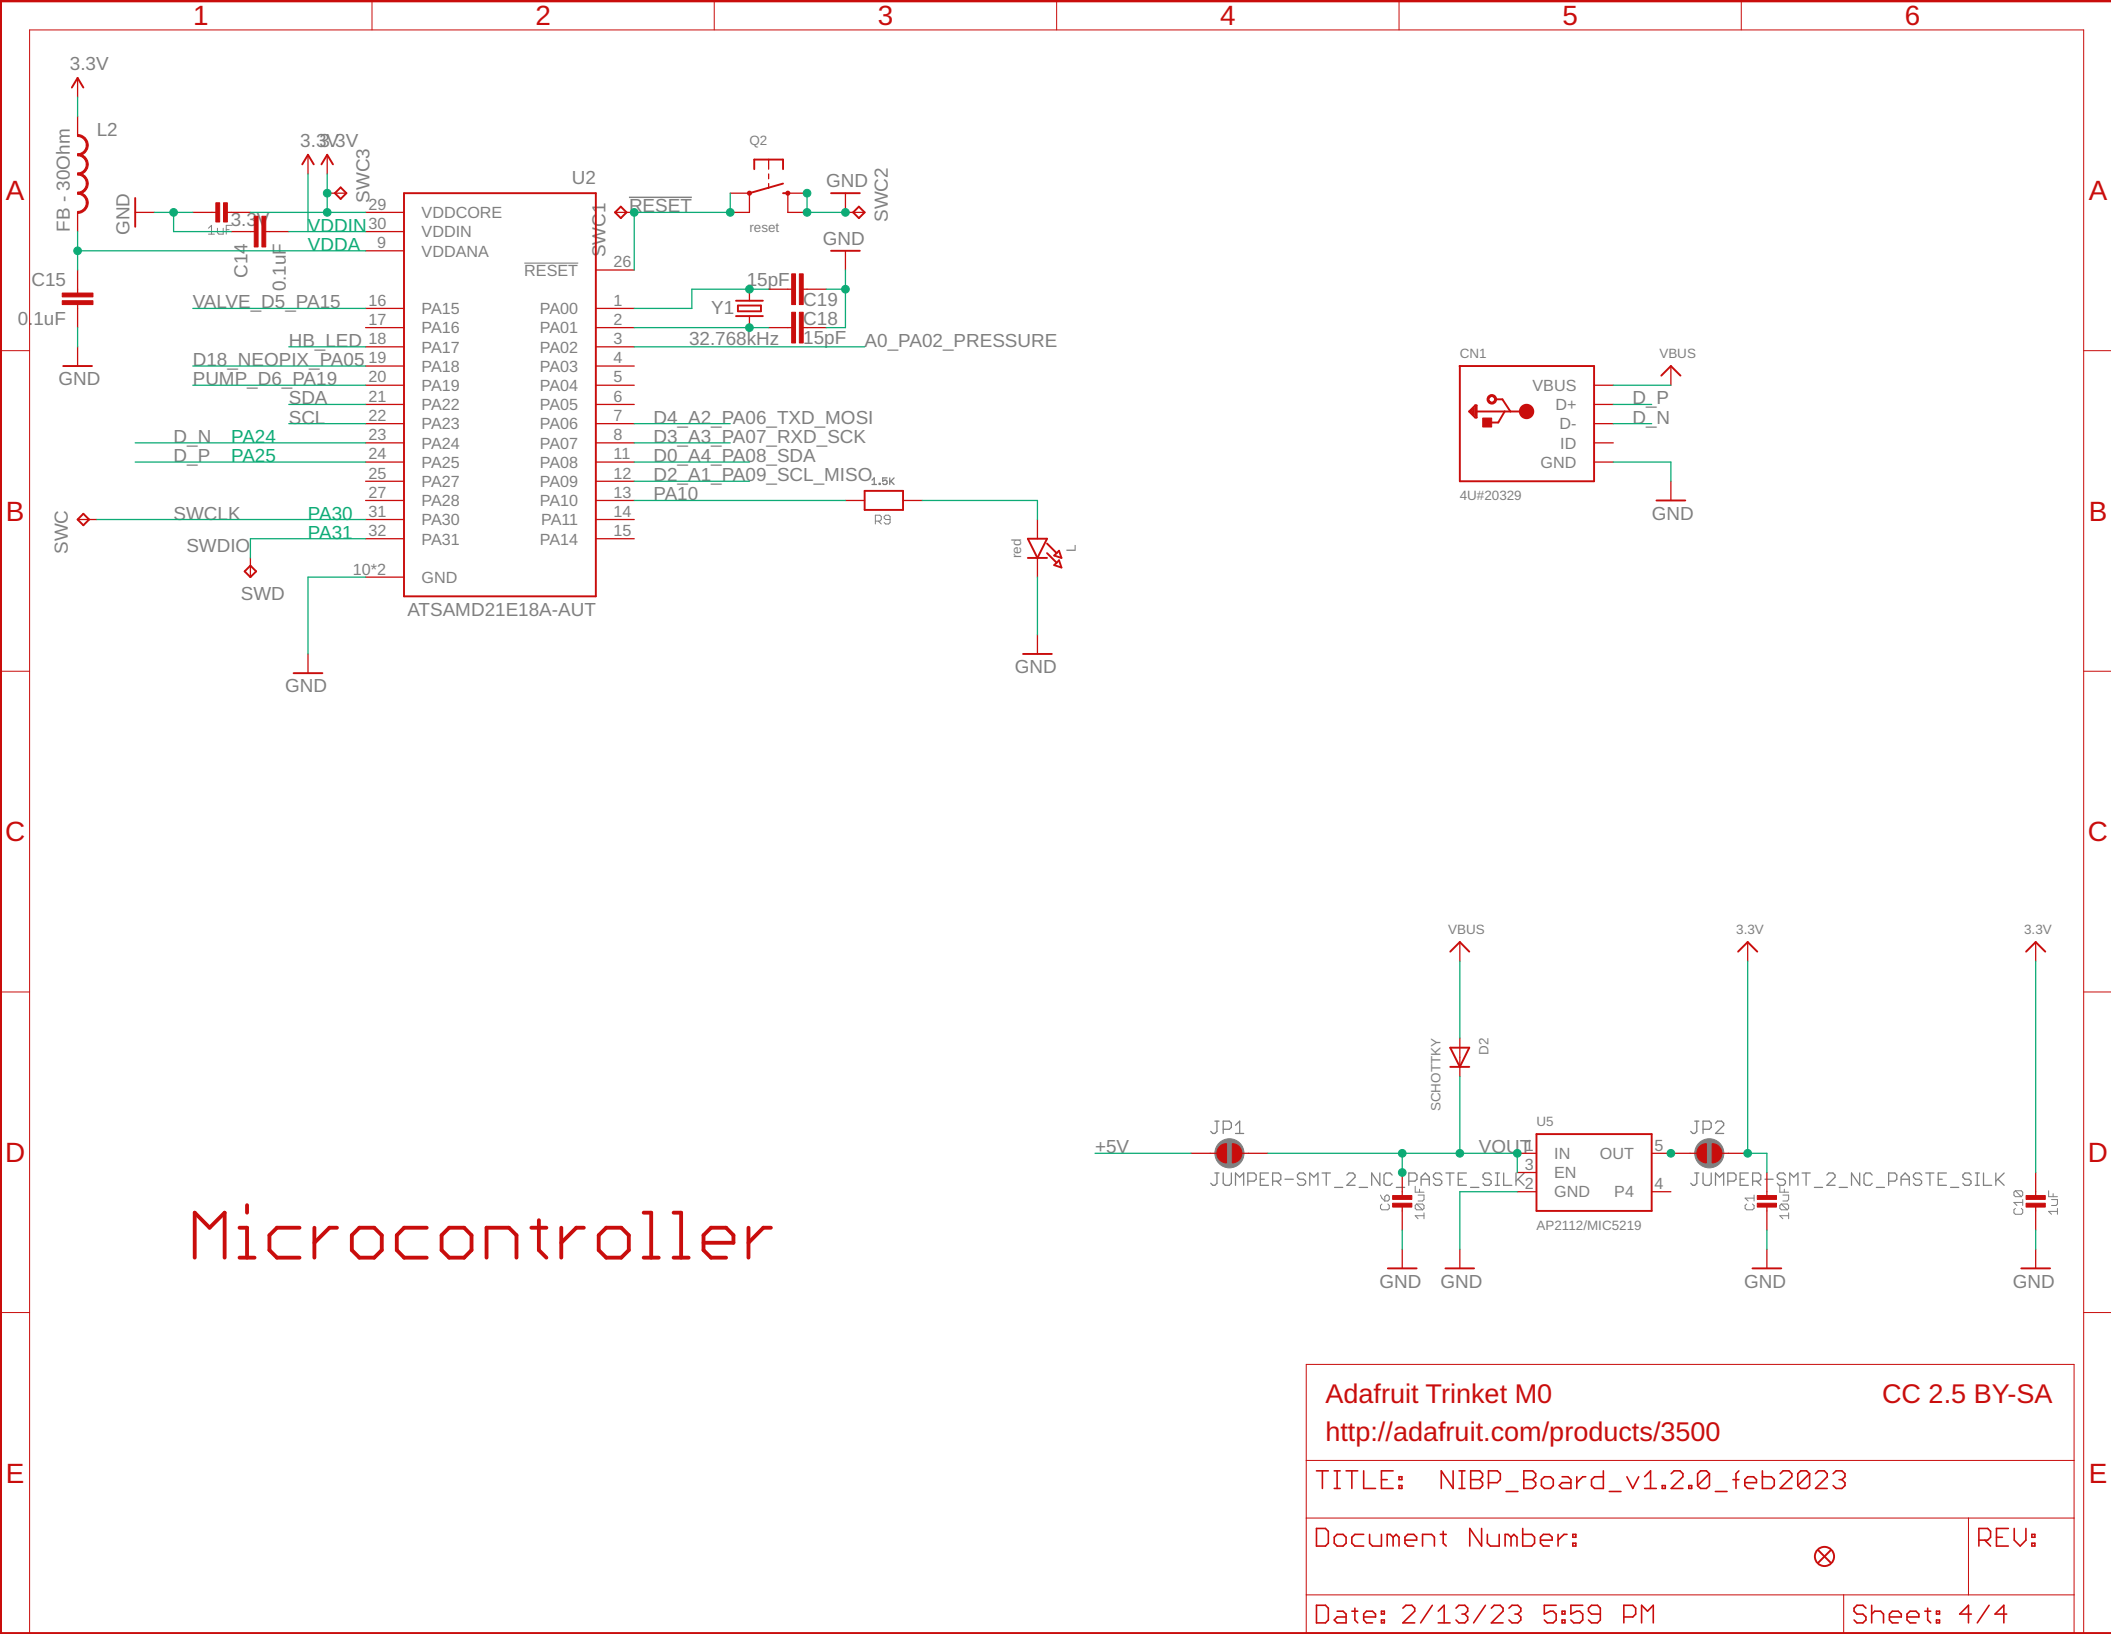 1 2 3 4 5 6
A A
B B
C C
D D
E E
3.3V
L2
FB - 30Ohm
3.3V 3.3V
SWC3
GND
1uF
3.3V
C14
0.1uF
VDDIN
VDDA
C15
0.1uF
GND
U2
29 VDDCORE
30 VDDIN
9 VDDANA
VALVE_D5_PA15 16 PA15
17 PA16
HB_LED 18 PA17
D18_NEOPIX_PA05 19 PA18
PUMP_D6_PA19 20 PA19
SDA 21 PA22
SCL 22 PA23
D_N PA24 23 PA24
D_P PA25 24 PA25
25 PA27
27 PA28
SWC SWCLK PA30 31 PA30
SWDIO PA31 32 PA31
SWD
10*2 GND
GND
ATSAMD21E18A-AUT
SWC1
RESET
RESET 26
PA00 1
PA01 2
PA02 3 A0_PA02_PRESSURE
PA03 4
PA04 5
PA05 6
PA06 7 D4_A2_PA06_TXD_MOSI
PA07 8 D3_A3_PA07_RXD_SCK
PA08 11 D0_A4_PA08_SDA
PA09 12 D2_A1_PA09_SCL_MISO
PA10 13 PA10
PA11 14
PA14 15
Q2
reset
GND
SWC2
GND
15pF
C19
Y1
C18
32.768kHz
15pF
1.5K
R9
red
L
GND
CN1
VBUS
VBUS
D+ D_P
D- D_N
ID
GND
4U#20329
GND
VBUS
3.3V
3.3V
SCHOTTKY
D2
+5V
JP1
JUMPER-SMT_2_NC_PASTE_SILK
VOUT
U5
1 IN OUT 5
3 EN
2 GND P4 4
AP2112/MIC5219
JP2
JUMPER-SMT_2_NC_PASTE_SILK
C6
10uF
C1
10uF
C10
1uF
GND GND GND GND
Microcontroller
Adafruit Trinket M0 CC 2.5 BY-SA
http://adafruit.com/products/3500
TITLE: NIBP_Board_v1.2.0_feb2023
Document Number: REV:
Date: 2/13/23 5:59 PM Sheet: 4/4